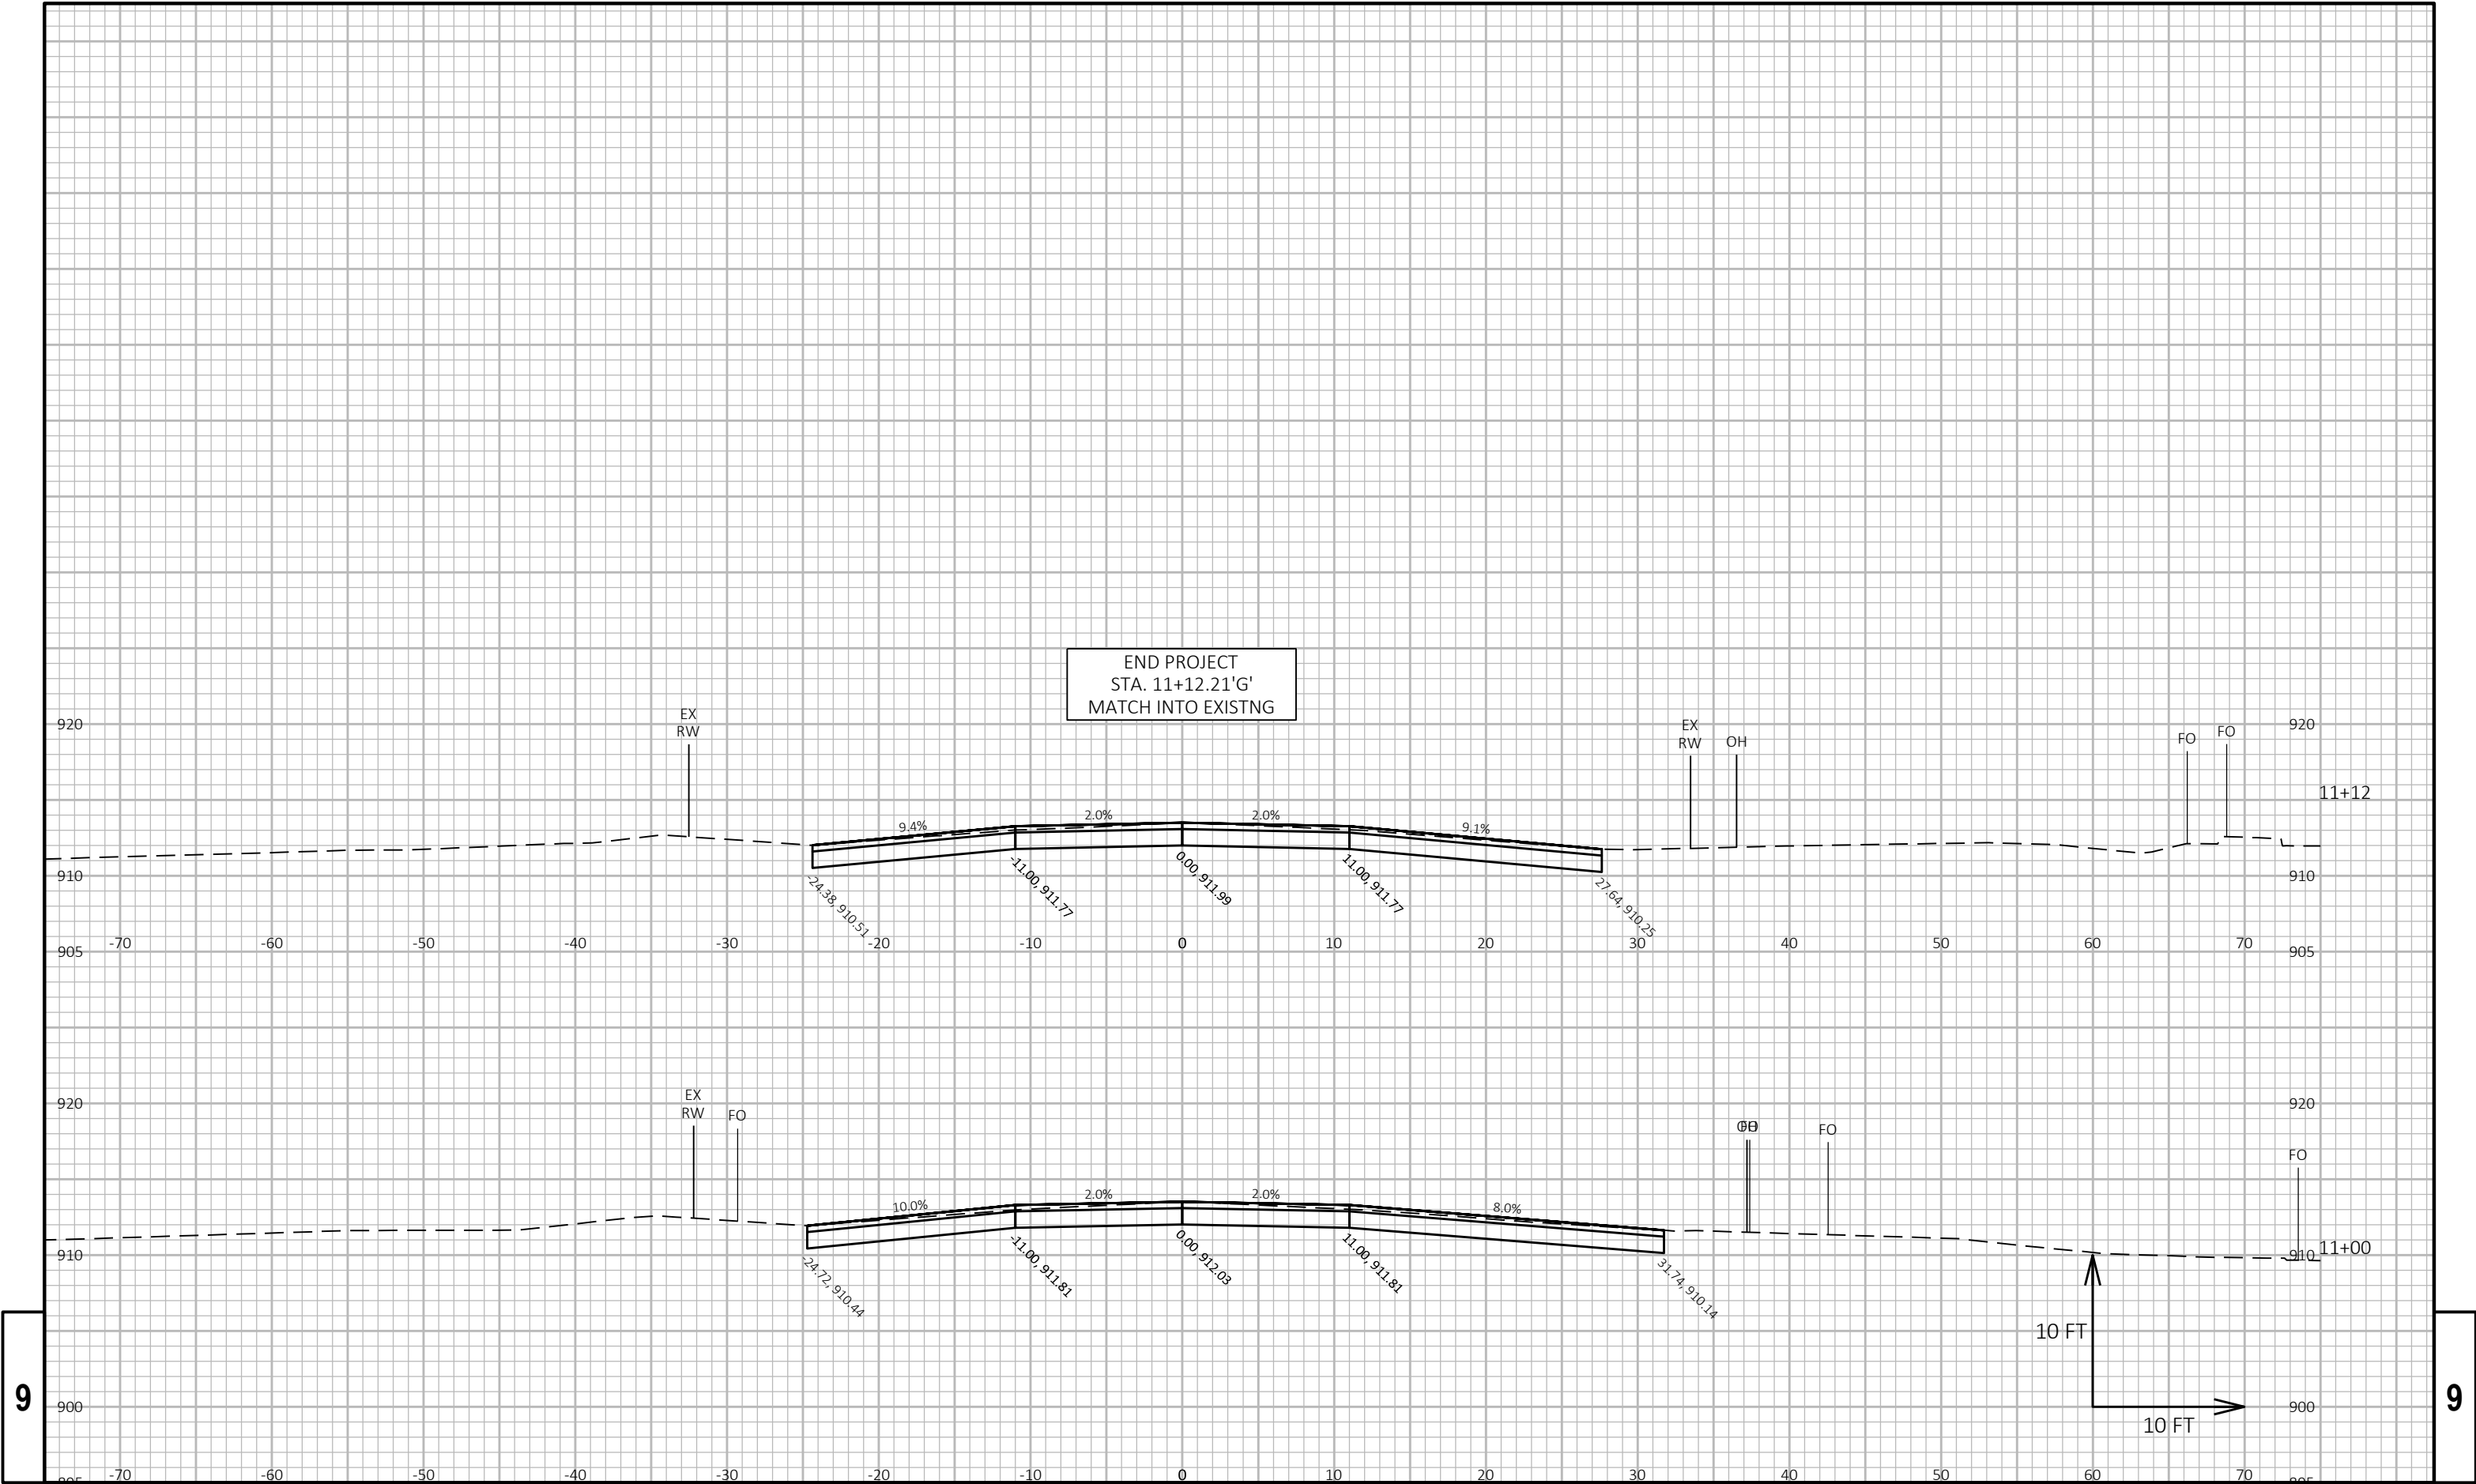 END PROJECT
STA. 11+12.21'G'
MATCH INTO EXISTNG
920
EX
RW
EX
RW
OH
FO
FO
920
11+12
9.4%
2.0%
2.0%
9.1%
910
-24.38, 910.51
-11.00, 911.77
0.00, 911.99
11.00, 911.77
27.64, 910.25
910
-70 -60 -50 -40 -30 -20 -10 0 10 20 30 40 50 60 70
905
905
920
EX
RW
FO
OH
FO
FO
FO
920
10.0%
2.0%
2.0%
8.0%
910
-24.72, 910.44
-11.00, 911.81
0.00, 912.03
11.00, 911.81
31.74, 910.14
910
11+00
10 FT
10 FT
9
900
900
9
-70 -60 -50 -40 -30 -20 -10 0 10 20 30 40 50 60 70